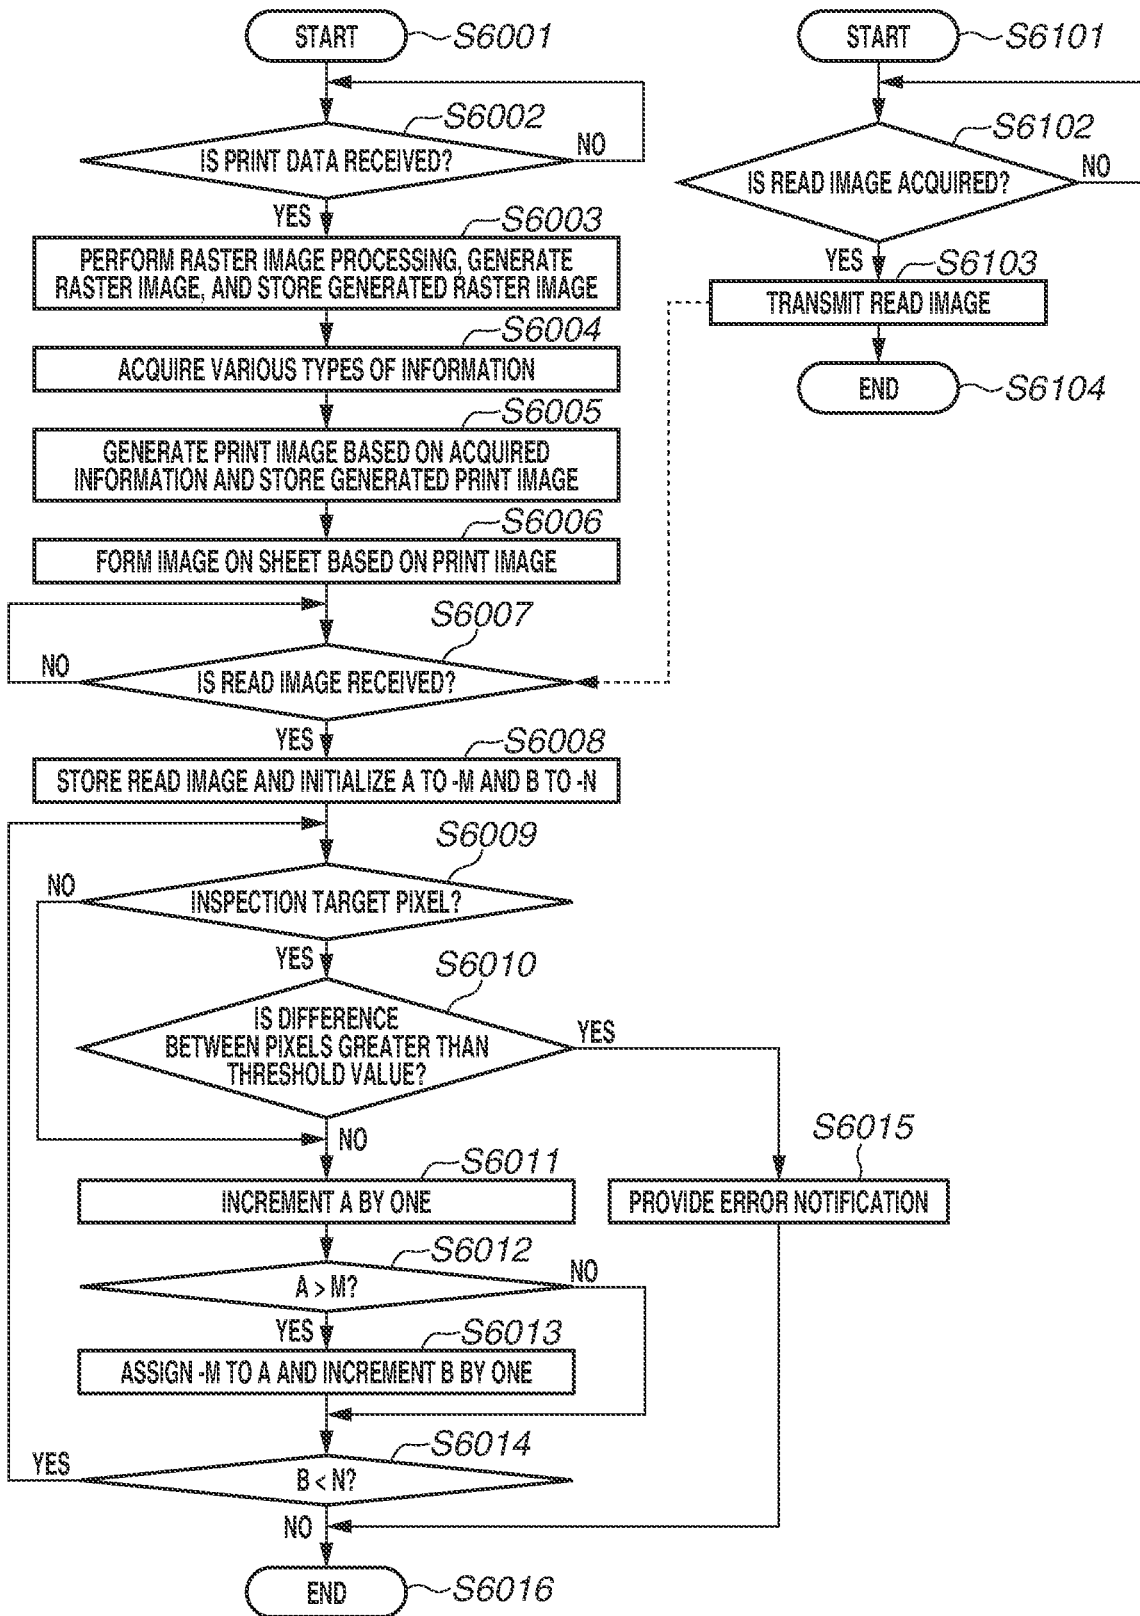 START
S6001
S6002
IS PRINT DATA RECEIVED?
NO
YES
S6003
PERFORM RASTER IMAGE PROCESSING, GENERATE
RASTER IMAGE, AND STORE GENERATED RASTER IMAGE
S6004
ACQUIRE VARIOUS TYPES OF INFORMATION
S6005
GENERATE PRINT IMAGE BASED ON ACQUIRED
INFORMATION AND STORE GENERATED PRINT IMAGE
S6006
FORM IMAGE ON SHEET BASED ON PRINT IMAGE
S6007
NO
IS READ IMAGE RECEIVED?
YES
S6008
STORE READ IMAGE AND INITIALIZE A TO -M AND B TO -N
S6009
NO
INSPECTION TARGET PIXEL?
YES
S6010
IS DIFFERENCE
BETWEEN PIXELS GREATER THAN
THRESHOLD VALUE?
YES
NO
S6011
INCREMENT A BY ONE
S6015
PROVIDE ERROR NOTIFICATION
S6012
A > M?
NO
YES
S6013
ASSIGN -M TO A AND INCREMENT B BY ONE
S6014
YES
B < N?
NO
END
S6016
START
S6101
S6102
IS READ IMAGE ACQUIRED?
NO
YES
S6103
TRANSMIT READ IMAGE
END
S6104